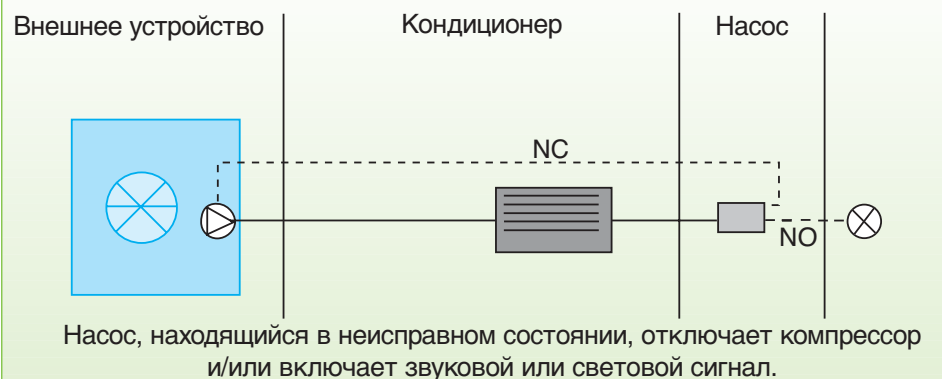 Внешнее устройство
Кондиционер
Насос
NC
NO
Насос, находящийся в неисправном состоянии, отключает компрессор
и/или включает звуковой или световой сигнал.